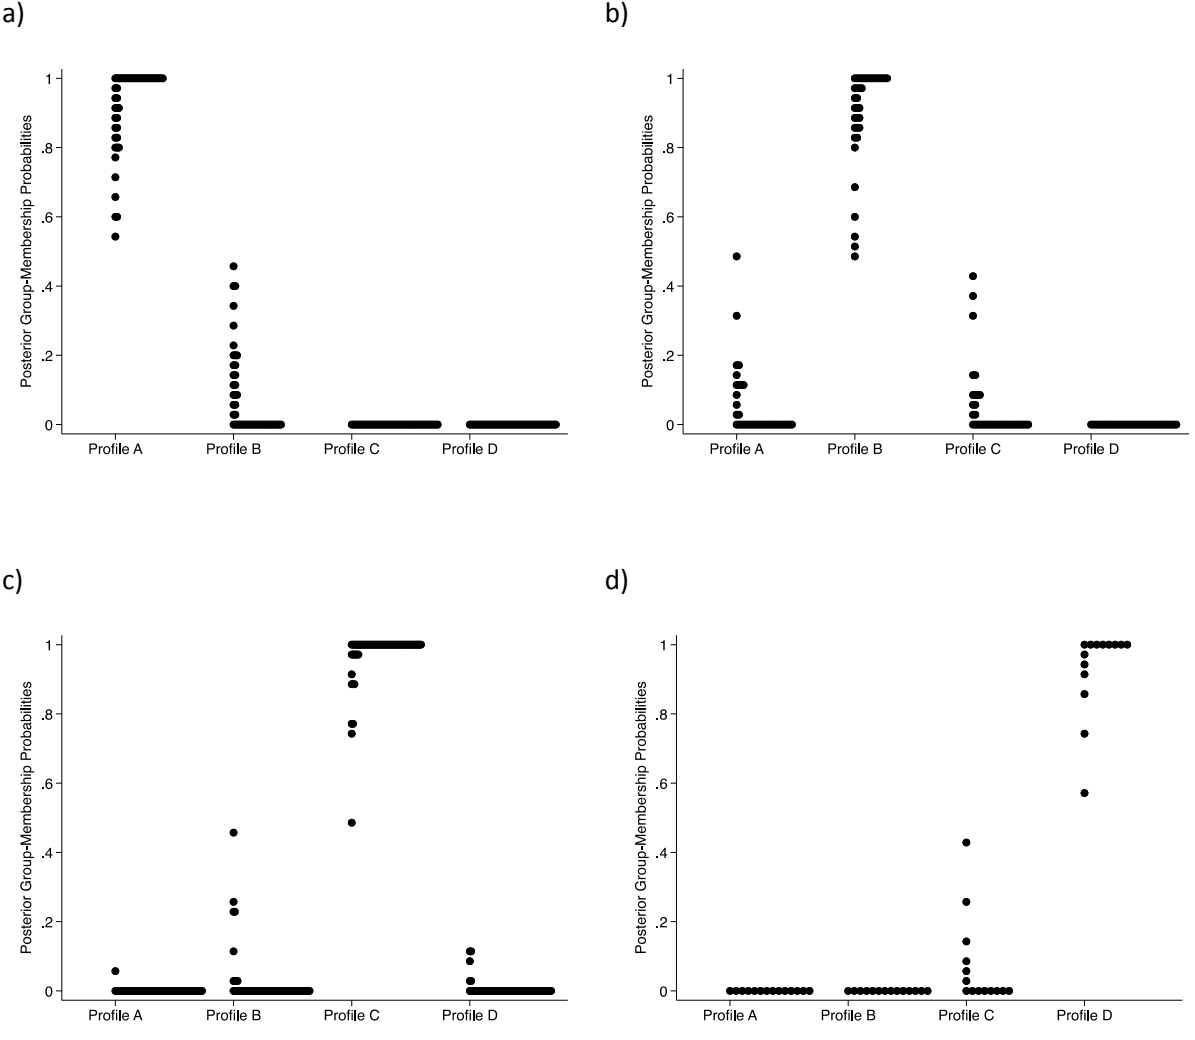 a)
Posterior Group-Membership Probabilities
1
.8
.6
.4
.2
0
Profile A Profile B Profile C Profile D
b)
Posterior Group-Membership Probabilities
1
.8
.6
.4
.2
0
Profile A Profile B Profile C Profile D
c)
Posterior Group-Membership Probabilities
1
.8
.6
.4
.2
0
Profile A Profile B Profile C Profile D
d)
Posterior Group-Membership Probabilities
1
.8
.6
.4
.2
0
Profile A Profile B Profile C Profile D